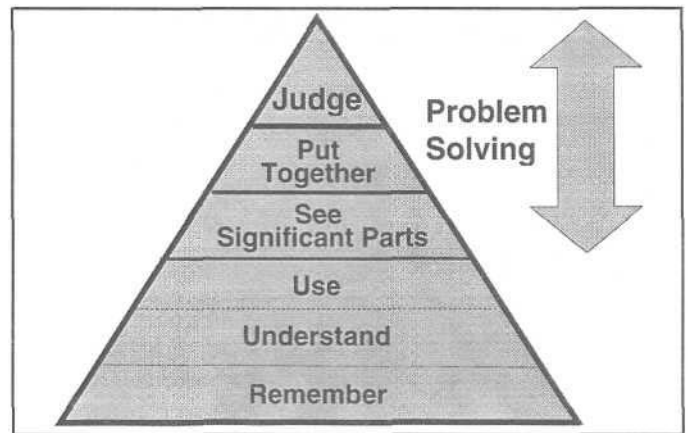 Judge
Put
Together
See
Significant Parts
Use
Understand
Remember
Problem
Solving